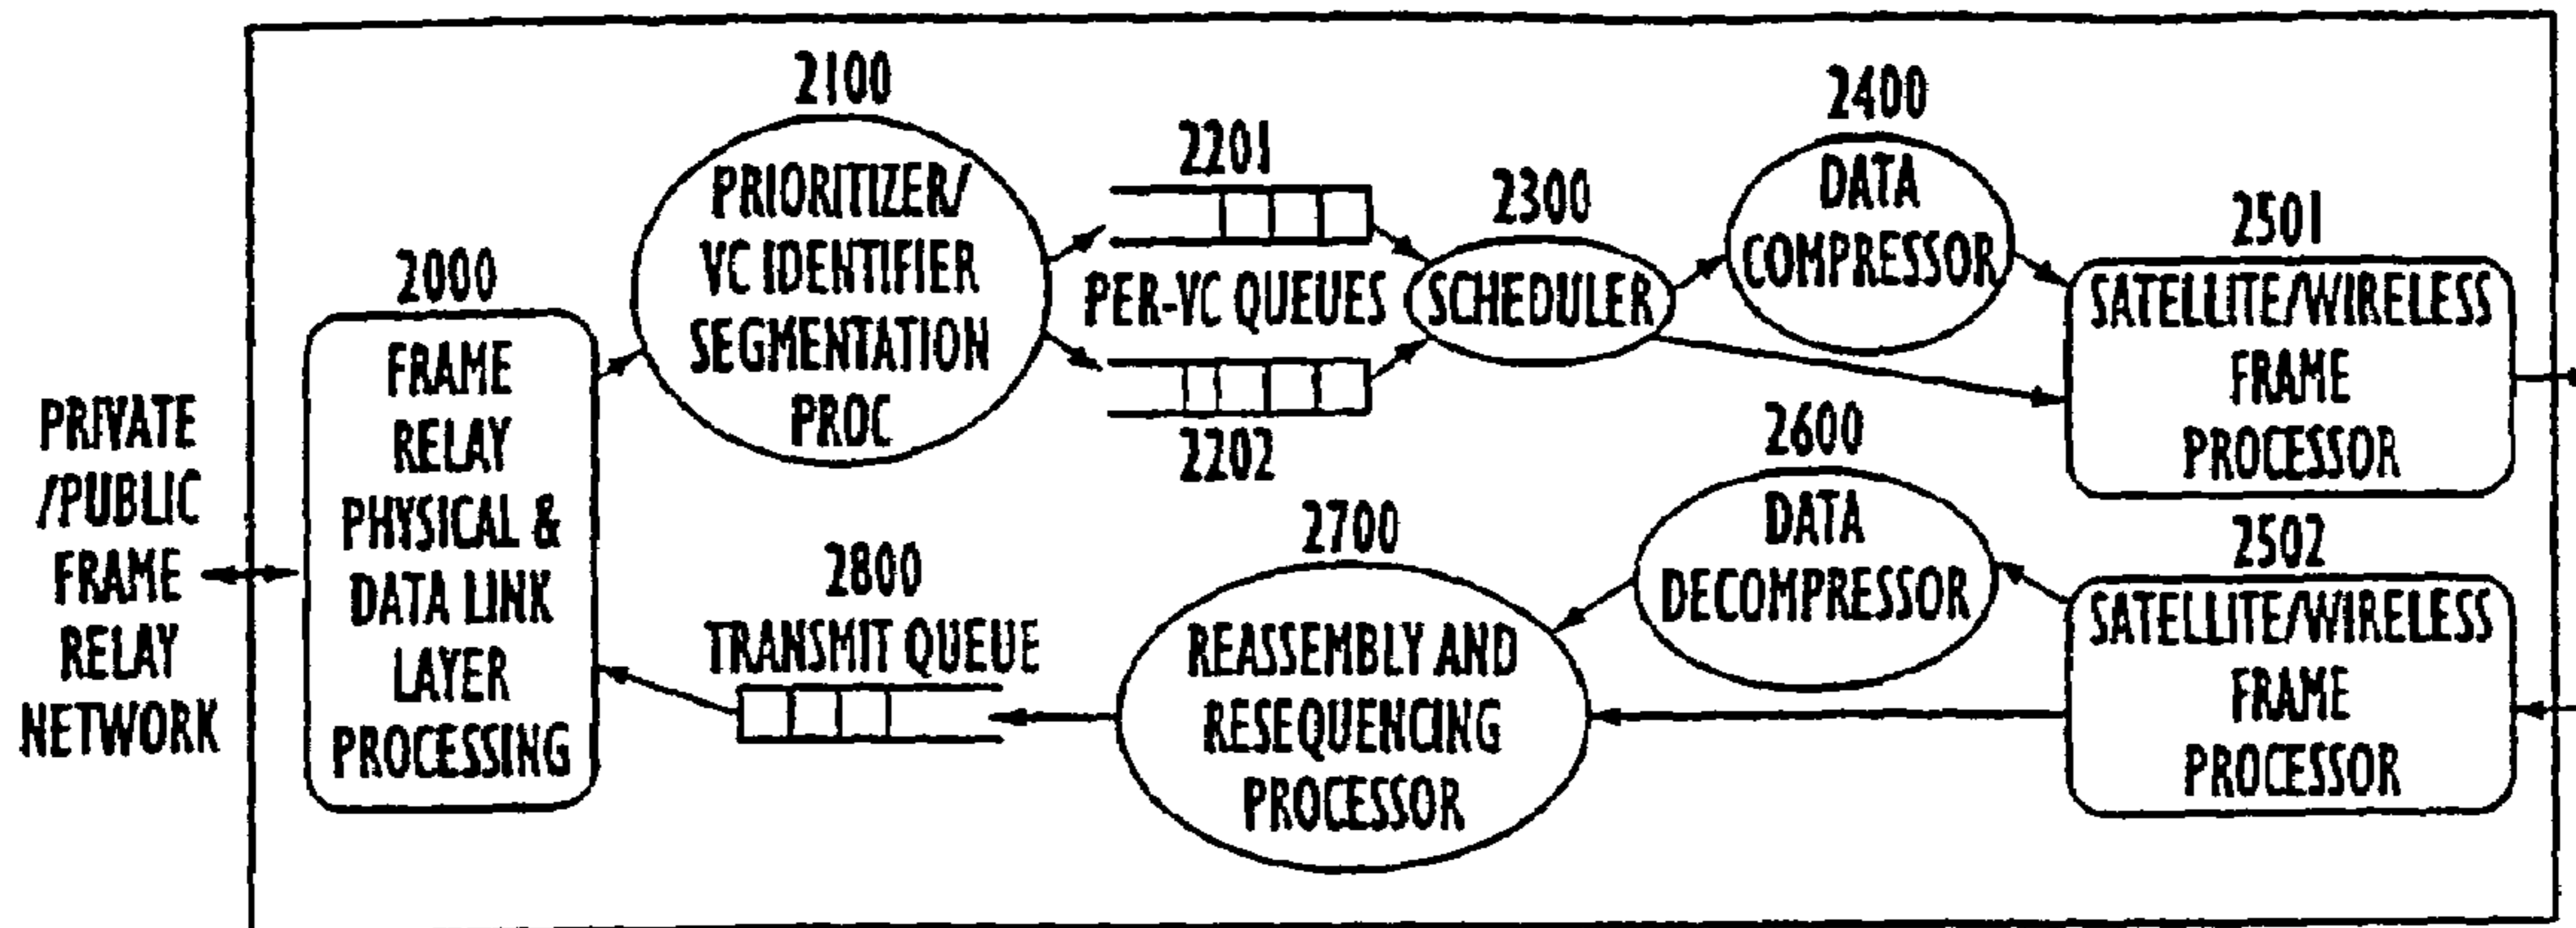 PRIVATE
/PUBLIC
FRAME
RELAY
NETWORK
2000
FRAME
RELAY
PHYSICAL &
DATA LINK
LAYER
PROCESSING
2100
PRIORITIZER/
VC IDENTIFIER
SEGMENTATION
PROC
2201
PER-VC QUEUES
2202
2300
SCHEDULER
2400
DATA
COMPRESSOR
2501
SATELLITE/WIRELESS
FRAME
PROCESSOR
2502
SATELLITE/WIRELESS
FRAME
PROCESSOR
2600
DATA
DECOMPRESSOR
2700
REASSEMBLY AND
RESEQUENCING
PROCESSOR
2800
TRANSMIT QUEUE